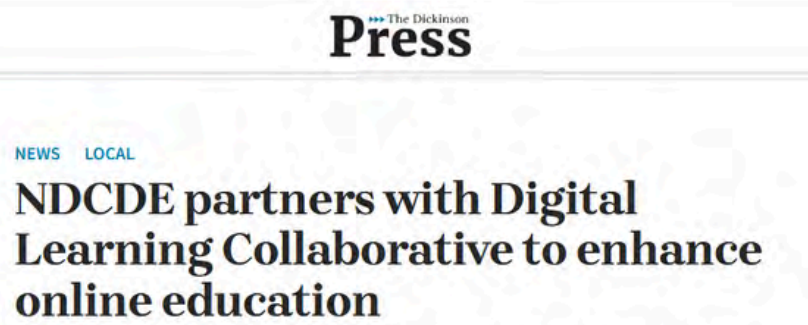 The Dickinson
Press
NEWS LOCAL
NDCDE partners with Digital
Learning Collaborative to enhance
online education